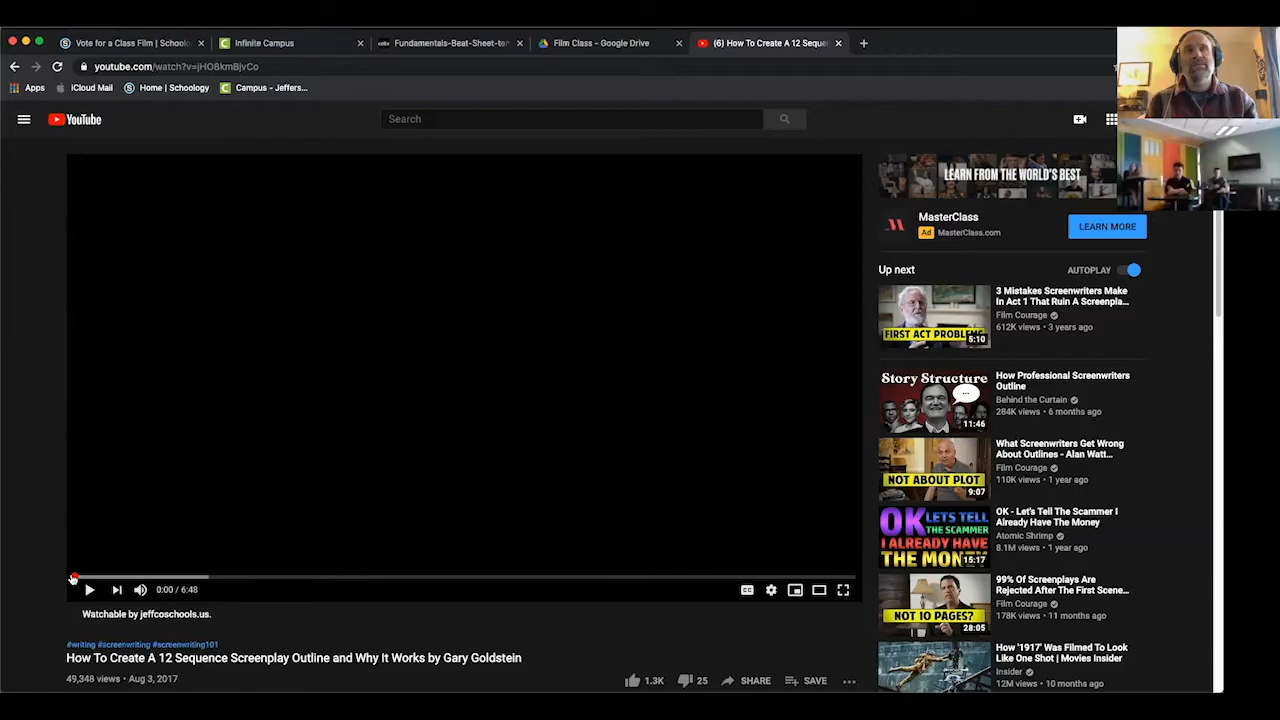 Vote for a Class Film | Schoolo
Infinite Campus
celtx
Fundamentals-Beat-Sheet-ten
Film Class - Google Drive
(6) How To Create A 12 Seque
youtube.com/watch?v=jHO8kmBjvCo
Apps
iCloud Mail
Home | Schoology
Campus - Jeffers...
YouTube
Search
LEARN FROM THE WORLD'S BEST
MasterClass
Ad MasterClass.com
LEARN MORE
Up next
AUTOPLAY
FIRST ACT PROBLEMS
5:10
3 Mistakes Screenwriters Make
In Act 1 That Ruin A Screenpla...
Film Courage
612K views • 3 years ago
Story Structure
11:46
How Professional Screenwriters
Outline
Behind the Curtain
284K views • 6 months ago
NOT ABOUT PLOT
9:07
What Screenwriters Get Wrong
About Outlines - Alan Watt...
Film Courage
110K views • 1 year ago
OK LETS TELL
THE SCAMMER
I ALREADY HAVE
THE MONEY
15:17
OK - Let's Tell The Scammer I
Already Have The Money
Atomic Shrimp
8.1M views • 1 year ago
NOT 10 PAGES?
28:05
99% Of Screenplays Are
Rejected After The First Scene...
Film Courage
178K views • 11 months ago
How '1917' Was Filmed To Look
Like One Shot | Movies Insider
Insider
12M views • 10 months ago
0:00 / 6:48
Watchable by jeffcoschools.us.
#writing #screenwriting #screenwriting101
How To Create A 12 Sequence Screenplay Outline and Why It Works by Gary Goldstein
49,348 views • Aug 3, 2017
1.3K
25
SHARE
SAVE